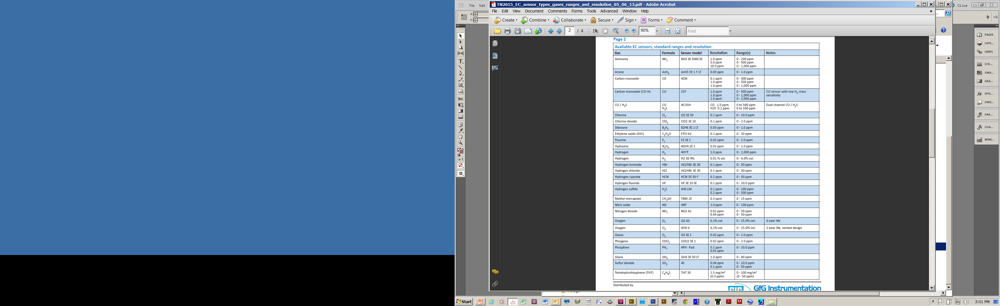 TN2015_EC_sensor_types_gases_ranges_and_resolution_05_06_13.pdf - Adobe Acrobat
File Edit
CS Live
File Edit View Document Comments Forms Tools Advanced Window Help
X:
Y:
Create Combine Collaborate Secure Sign Forms Comment
2 / 4 90% Find
PAGES
LAYE...
LINKS
STR...
SWA...
GRA...
EFFE...
OBJE...
PAR...
CHA...
MINI...
Page 2
Available EC sensors, standard ranges and resolution
Gas Formula Sensor model Resolution Range(s) Notes
Ammonia NH3 NH3 3E 5000 SE 1.0 ppm 0 - 200 ppm
5.0 ppm 0 - 500 ppm
10.0 ppm 0 - 1,000 ppm
Arsine AsH3 AsH3 3E 1 F LT 0.03 ppm 0 - 1.0 ppm
Carbon monoxide CO 4CM 0.1 ppm 0 - 300 ppm
1.0 ppm 0 - 500 ppm
1.0 ppm 0 - 1,000 ppm
Carbon monoxide (CO-H) CO 2CF 1.0 ppm 0 - 500 ppm CO sensor with low H2 cross
1.0 ppm 0 - 1,000 ppm sensitivity
1.0 ppm 0 - 2,000 ppm
CO / H2S CO 4COSH CO: 1.0 ppm 0 to 500 ppm Dual channel CO / H2S
H2S H2S: 0.2 ppm 0 to 100 ppm
Chlorine Cl2 Cl2 3E 50 0.1 ppm 0 - 10.0 ppm
Chlorine dioxide ClO2 ClO2 3E 10 0.1 ppm 0 - 2.0 ppm
Diborane B2H6 B2H6 3E 1 LT 0.03 ppm 0 - 1.0 ppm
Ethylene oxide (EtO) C2H4O ETO-A1 0.1 ppm 0 - 20 ppm
Fluorine F2 F2 3E 1 0.02 ppm 0 - 1.0 ppm
Hydrazine N2H4 N2H4 2E 1 0.01 ppm 0 - 1.0 ppm
Hydrogen H2 4HYT 1.0 ppm 0 - 2,000 ppm
Hydrogen H2 H2 3E 4% 0.01 % vol. 0 - 4.0% vol.
Hydrogen bromide HBr HCl/HBr 3E 30 0.1 ppm 0 - 30 ppm
Hydrogen chloride HCl HCl/HBr 3E 30 0.1 ppm 0 - 30 ppm
Hydrogen cyanide HCN HCN 3E 30 F 0.2 ppm 0 - 50 ppm
Hydrogen fluoride HF HF 3E 10 SE 0.1 ppm 0 - 10.0 ppm
Hydrogen sulfide H2S 4HS-LM 0.1 ppm 0 - 100 ppm
0.2 ppm 0 - 500 ppm
Methyl mercaptan CH3SH TBM 2E 0.3 ppm 0 - 25 ppm
Nitric oxide NO 4NT 1.0 ppm 0 - 100 ppm
Nitrogen dioxide NO2 NO2 A1 0.02 ppm 0 - 30 ppm
0.04 ppm 0 - 50 ppm
Oxygen O2 O2-A3 0.1% vol. 0 - 25.0% vol. 3-year life
Oxygen O2 4OX-V 0.1% vol. 0 - 25.0% vol. 2-year life, vented design
Ozone O3 O3 3E 1 0.02 ppm 0 - 1.0 ppm
Phosgene COCl2 COCl2 3E 1 0.02 ppm 0 - 2.0 ppm
Phosphine PH3 4PH - Fast 0.1 ppm 0 - 10.0 ppm
0.01 ppm
Silane SiH4 SiH4 3E 50 LT 1.0 ppm 0 - 40 ppm
Sulfur dioxide SO2 4S 0.04 ppm 0 - 10.0 ppm
0.1 ppm 0 - 50 ppm
Tetrahydrothiophene (THT) C4H8S THT 3E 1.5 mg/m³ 0 - 100 mg/m³
(0.3 ppm) (0 - 50 ppm)
Distributed by:
GfG Instrumentation
Start
3:01 PM